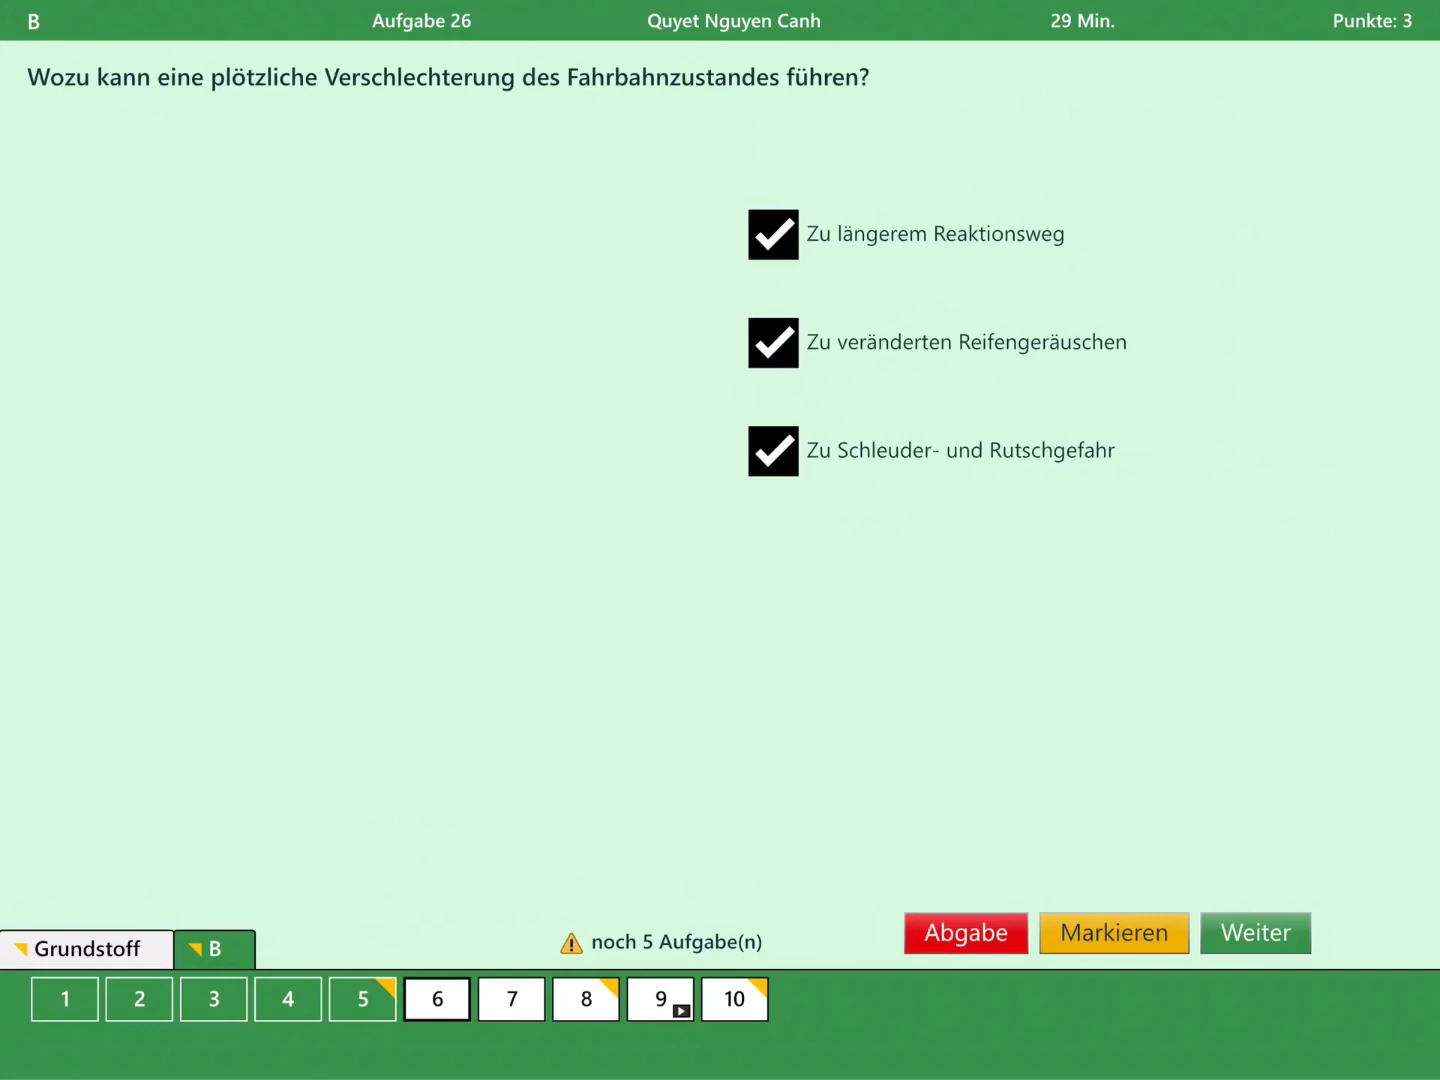 B Aufgabe 26 Quyet Nguyen Canh 29 Min. Punkte: 3
Wozu kann eine plötzliche Verschlechterung des Fahrbahnzustandes führen?
Zu längerem Reaktionsweg
Zu veränderten Reifengeräuschen
Zu Schleuder- und Rutschgefahr
Abgabe Markieren Weiter
Grundstoff B noch 5 Aufgabe(n)
1 2 3 4 5 6 7 8 9 10